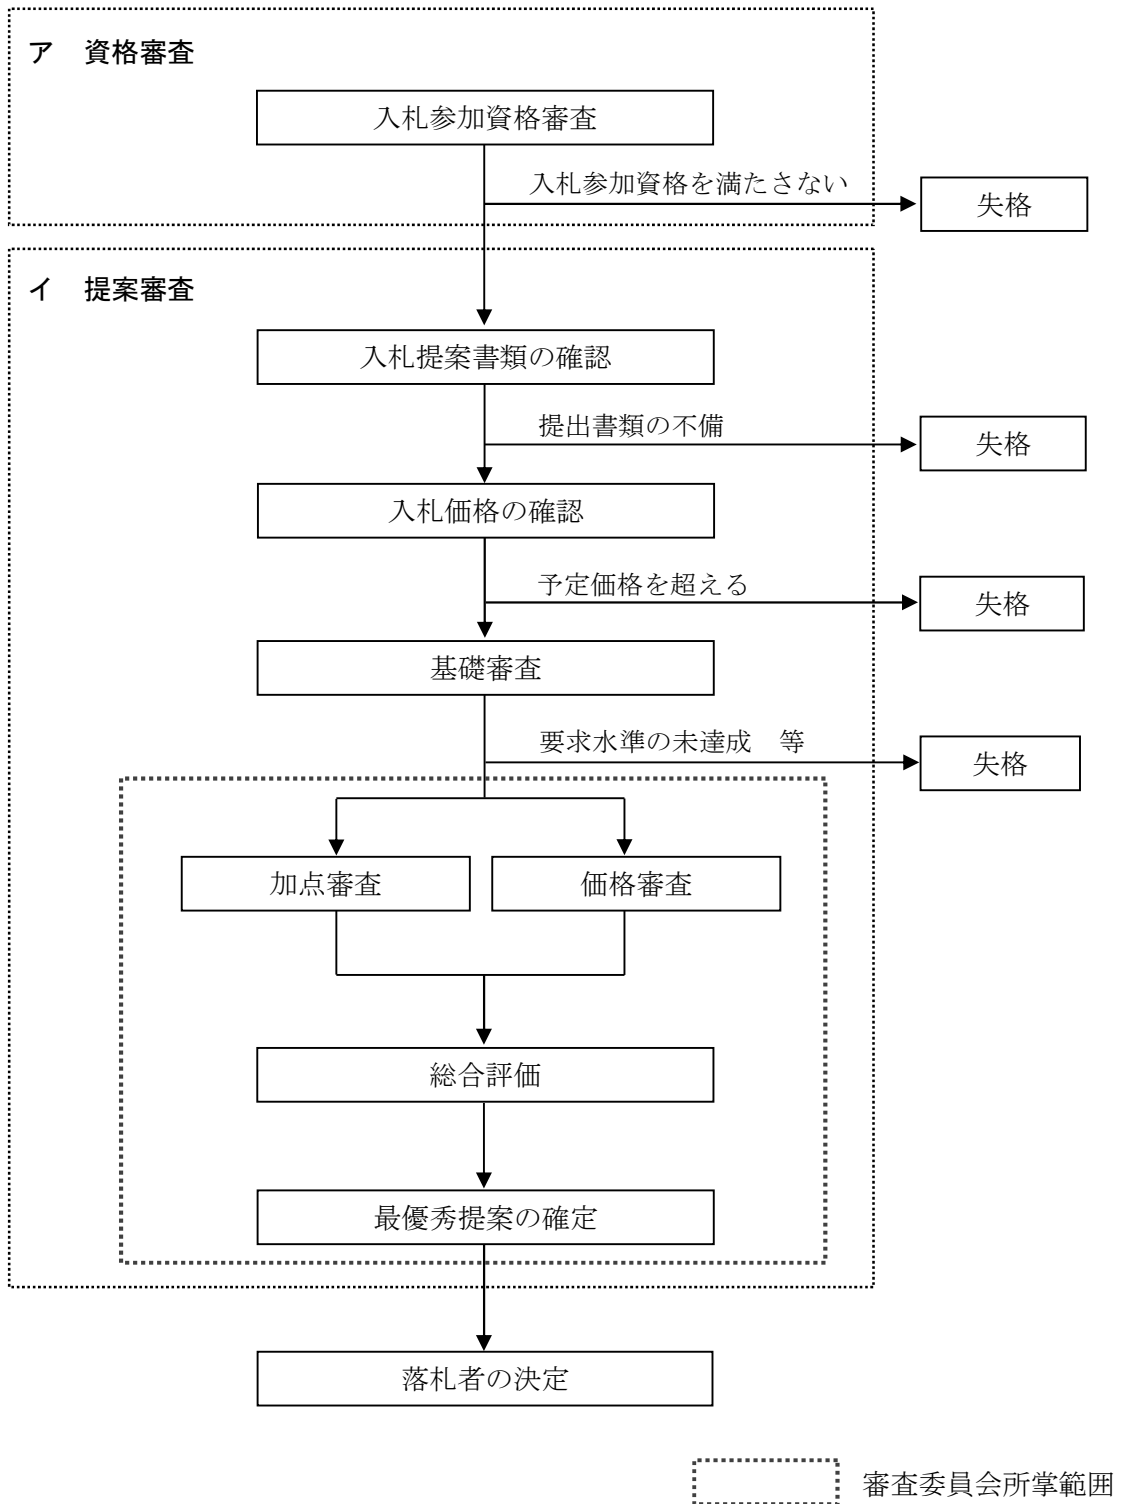 ア　資格審査
入札参加資格審査
入札参加資格を満たさない
失格
イ　提案審査
入札提案書類の確認
提出書類の不備
失格
入札価格の確認
予定価格を超える
失格
基礎審査
要求水準の未達成　等
失格
加点審査
価格審査
総合評価
最優秀提案の確定
落札者の決定
審査委員会所掌範囲